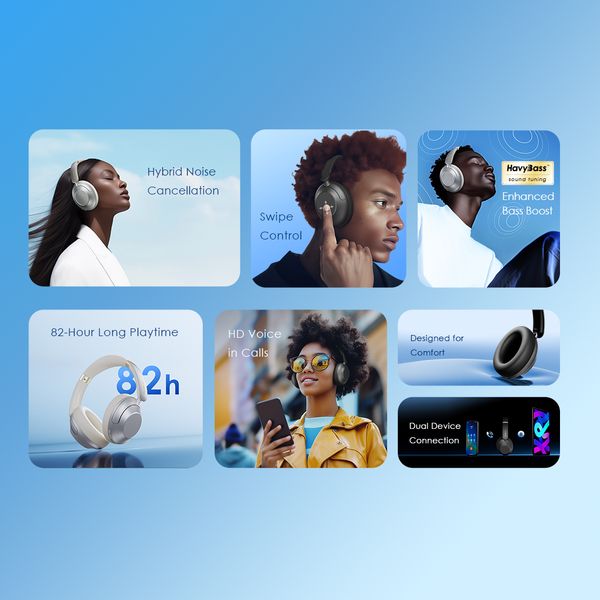 Hybrid Noise
Cancellation
Swipe
Control
HavyBass™
sound tuning
Enhanced
Bass Boost
82-Hour Long Playtime
82h
HD Voice
in Calls
Designed for
Comfort
Dual Device
Connection